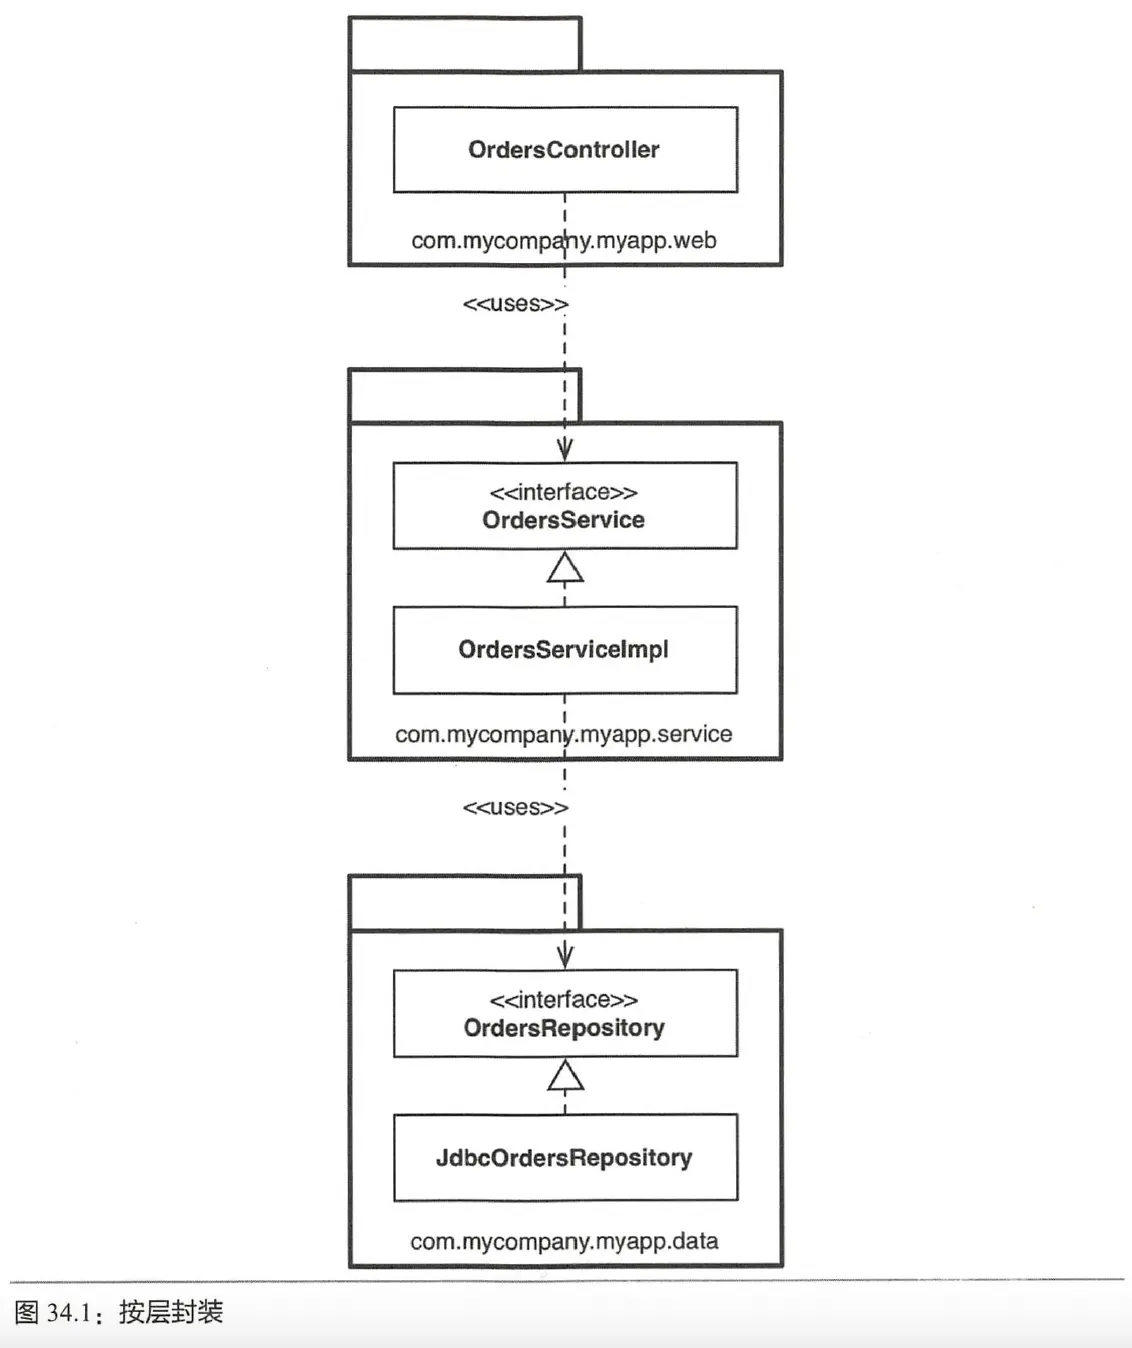 OrdersController
com.mycompany.myapp.web
<<uses>>
<<interface>>
OrdersService
OrdersServiceImpl
com.mycompany.myapp.service
<<uses>>
<<interface>>
OrdersRepository
JdbcOrdersRepository
com.mycompany.myapp.data
图 34.1：按层封装